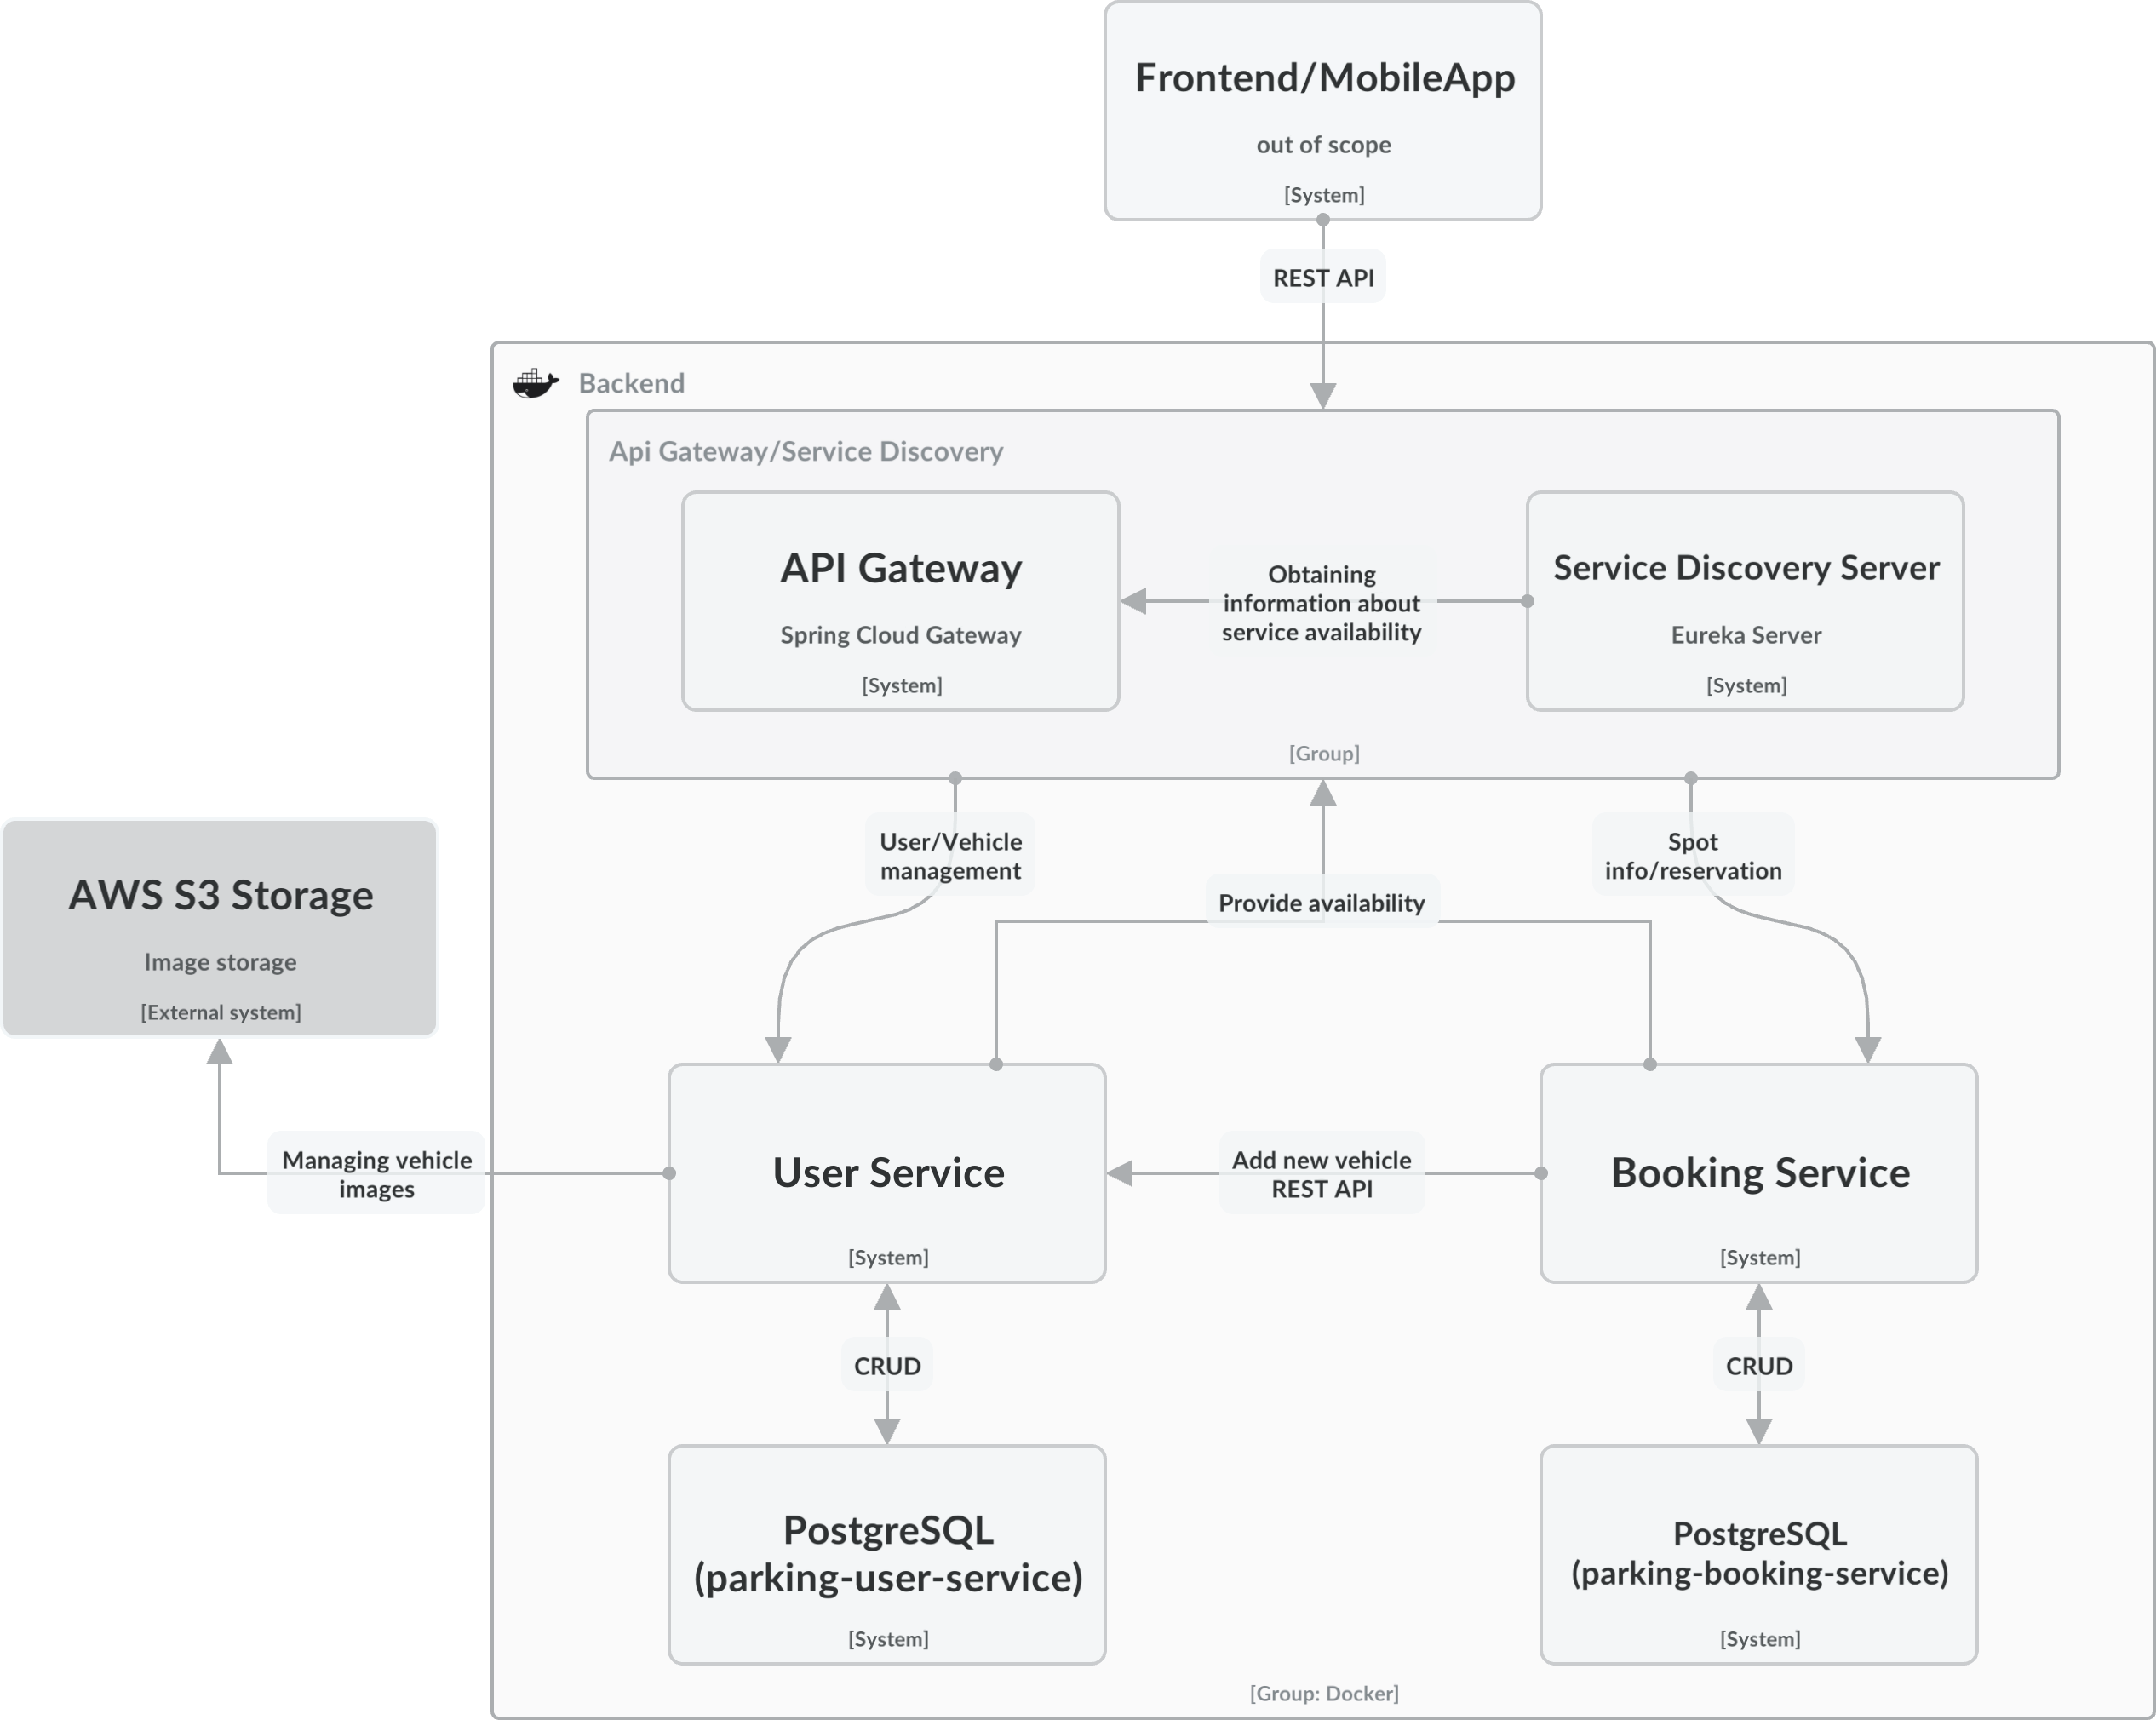 Frontend/MobileApp
out of scope
[System]
REST API
Backend
Api Gateway/Service Discovery
API Gateway
Spring Cloud Gateway
[System]
Obtaining
information about
service availability
Service Discovery Server
Eureka Server
[System]
[Group]
User/Vehicle
management
Spot
info/reservation
Provide availability
AWS S3 Storage
Image storage
[External system]
Managing vehicle
images
User Service
[System]
Add new vehicle
REST API
Booking Service
[System]
CRUD
CRUD
PostgreSQL
(parking-user-service)
[System]
PostgreSQL
(parking-booking-service)
[System]
[Group: Docker]